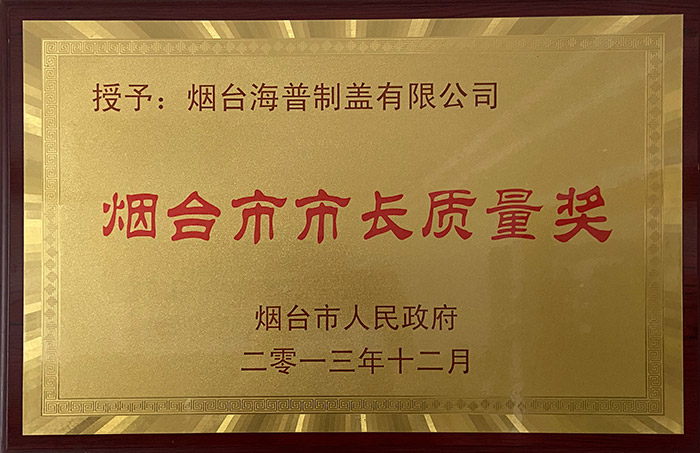 授予：烟台海普制盖有限公司
烟台市市长质量奖
烟台市人民政府
二零一三年十二月